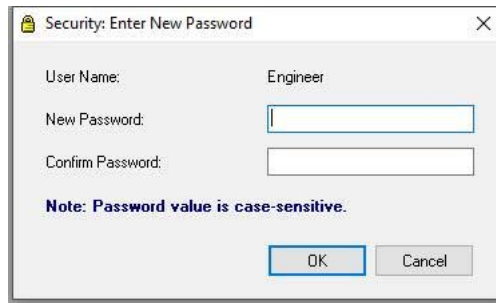 Security: Enter New Password
User Name: Engineer
New Password:
Confirm Password:
Note: Password value is case-sensitive.
OK Cancel